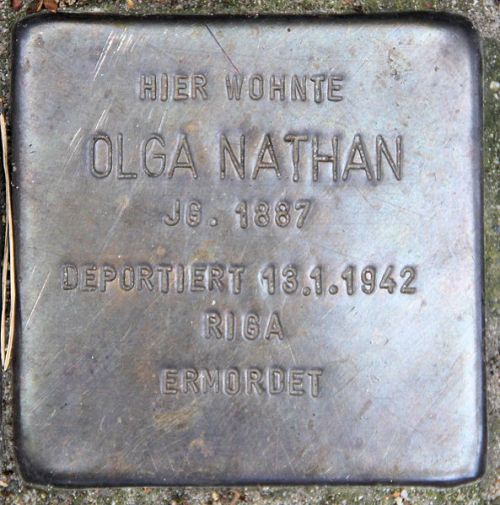 HIER WOHNTE
OLGA NATHAN
JG. 1887
DEPORTIERT 13.1.1942
RIGA
ERMORDET